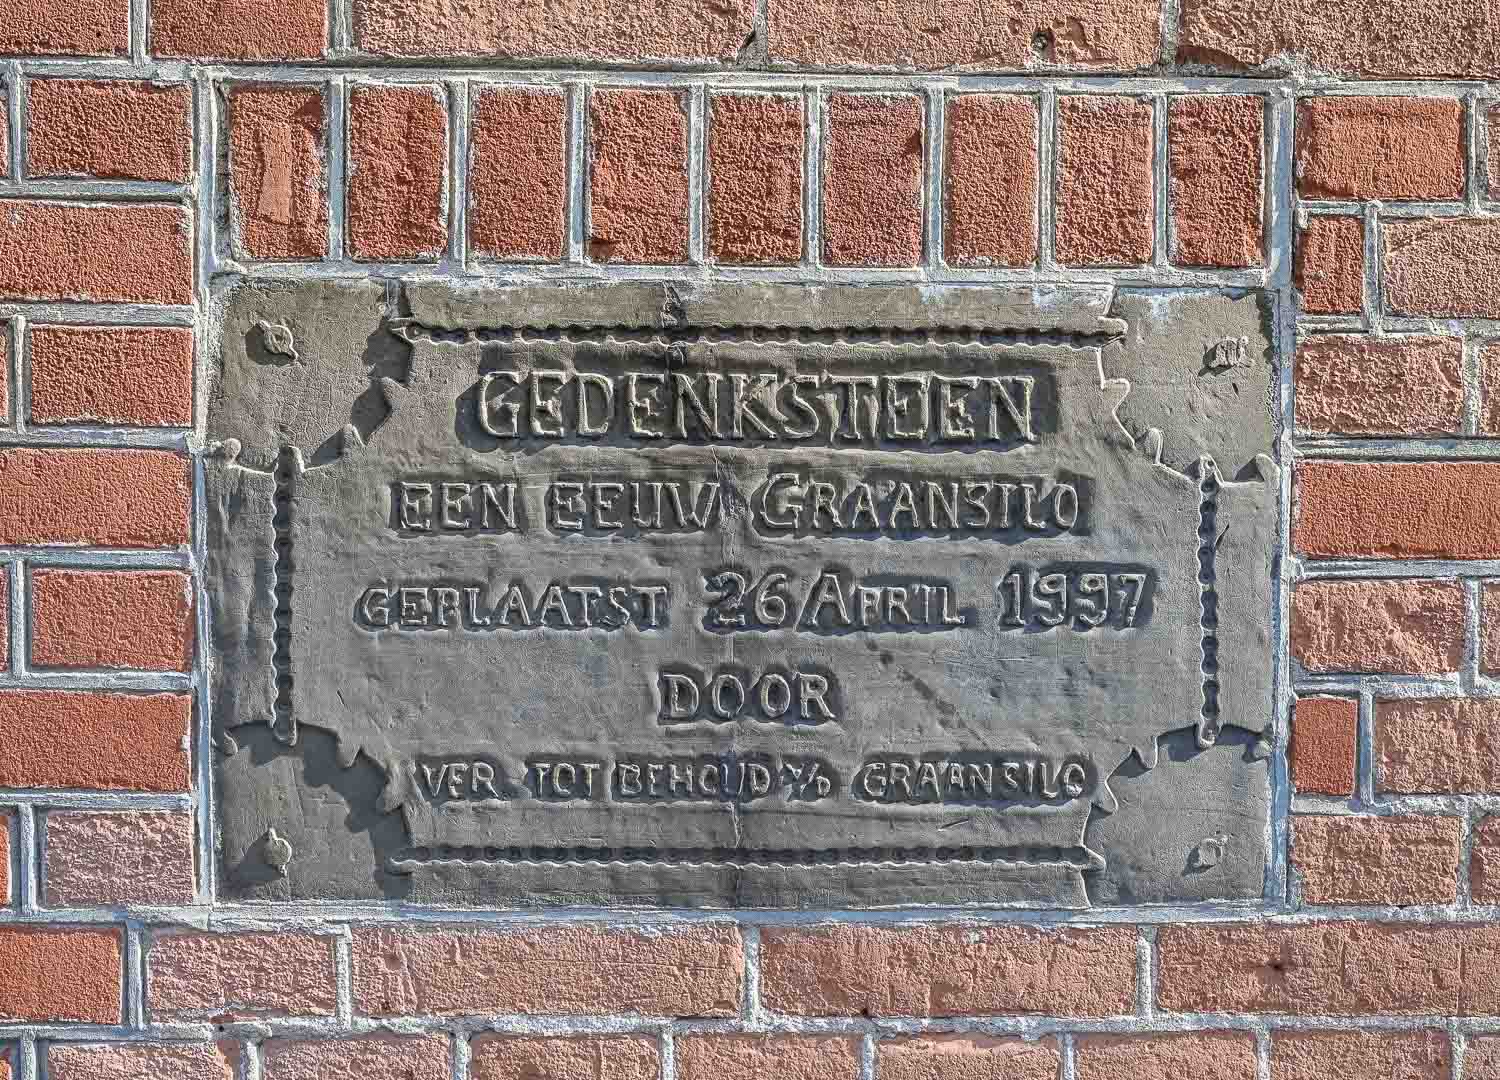 GEDENKSTEEN
EEN EEUW GRAANSILO
GEPLAATST 26 APRIL 1997
DOOR
VER. TOT BEHOUD V/D GRAANSILO